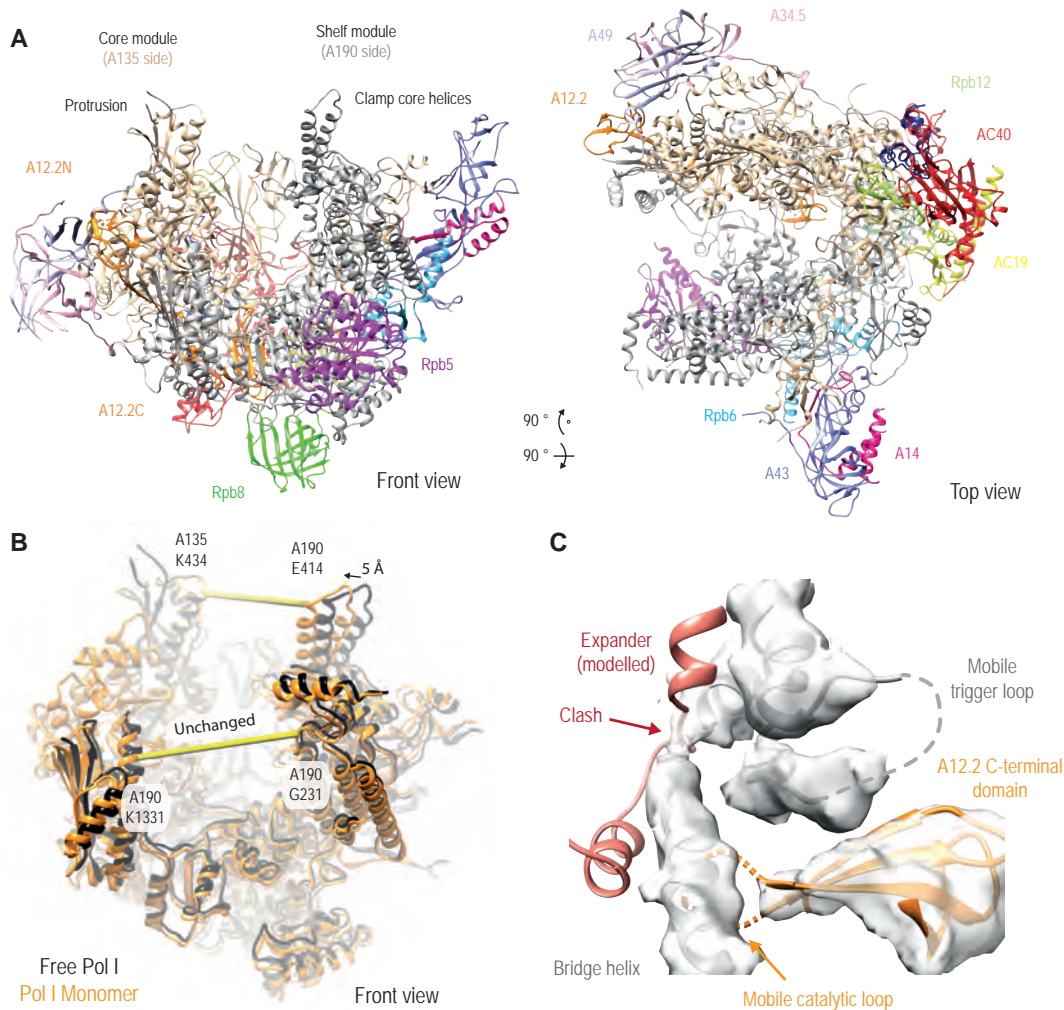 A
Core module
(A135 side)
Shelf module
(A190 side)
Protrusion
Clamp core helices
A12.2N
A12.2C
Rpb5
Rpb8
Front view
90 °
90 °
A49
A34.5
A12.2
Rpb12
AC40
AC19
Rpb6
A43
A14
Top view
B
A135
K434
A190
E414
5 Å
Unchanged
A190
K1331
A190
G231
Free Pol I
Pol I Monomer
Front view
C
Expander
(modelled)
Clash
Mobile
trigger loop
A12.2 C-terminal
domain
Bridge helix
Mobile catalytic loop